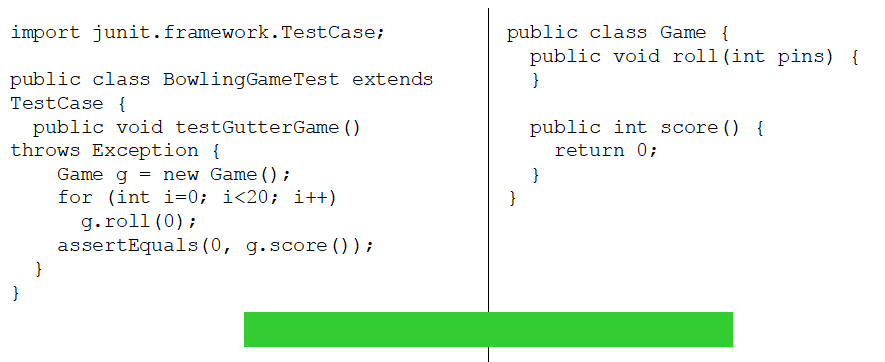 import junit.framework.TestCase;

public class BowlingGameTest extends
TestCase {
  public void testGutterGame()
throws Exception {
    Game g = new Game();
    for (int i=0; i<20; i++)
      g.roll(0);
    assertEquals(0, g.score());
  }
}

public class Game {
  public void roll(int pins) {
  }

  public int score() {
    return 0;
  }
}